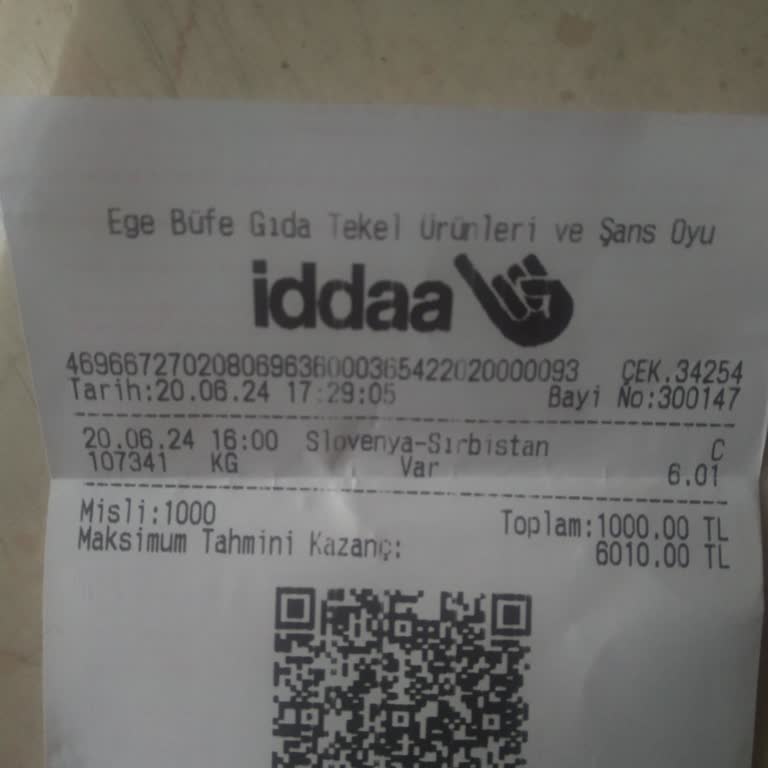 Ege Büfe Gıda Tekel Ürünleri ve Şans Oyu
iddaa
469667270208069636000365422020000093 ÇEK.34254
Tarih:20.06.24 17:29:05 Bayi No:300147
20.06.24 16:00 Slovenya-Sırbistan C
107341 KG Var 6.01
Misli:1000 Toplam:1000.00 TL
Maksimum Tahmini Kazanç: 6010.00 TL